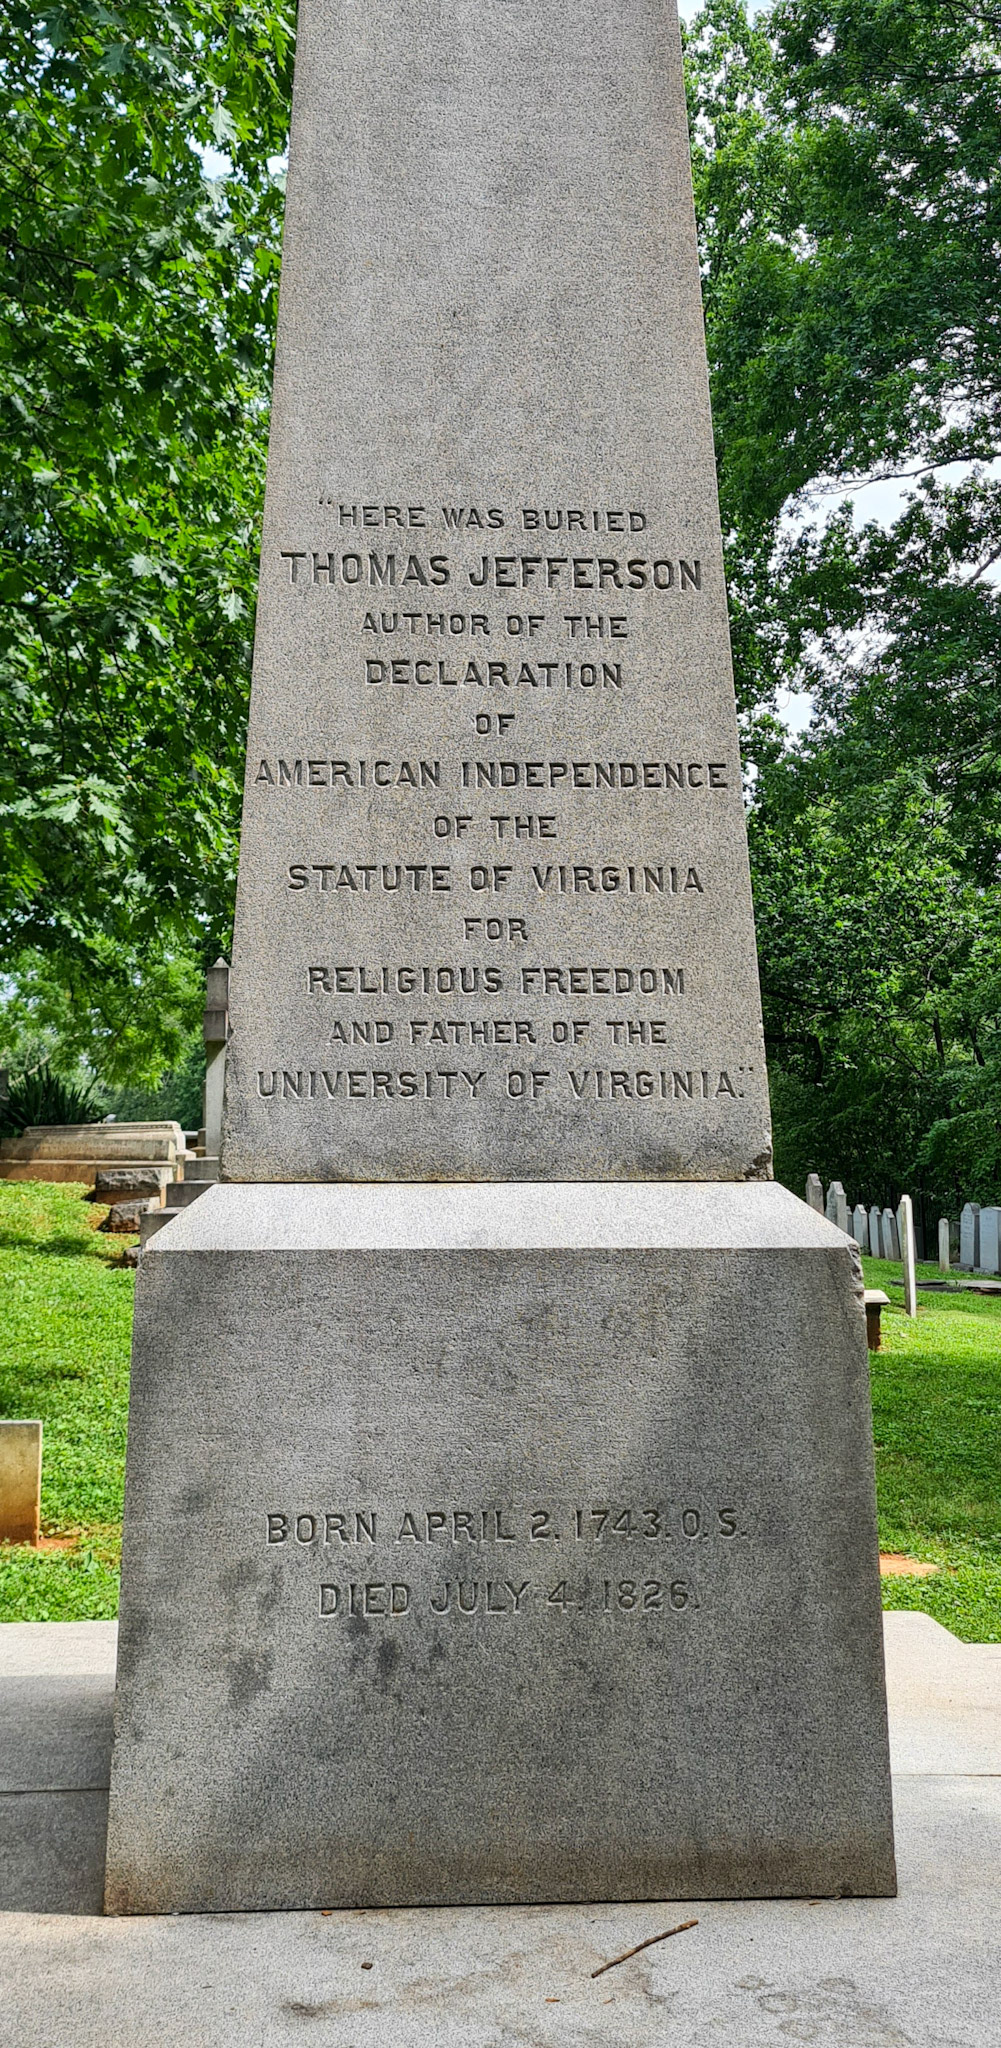 "HERE WAS BURIED
THOMAS JEFFERSON
AUTHOR OF THE
DECLARATION
OF
AMERICAN INDEPENDENCE
OF THE
STATUTE OF VIRGINIA
FOR
RELIGIOUS FREEDOM
AND FATHER OF THE
UNIVERSITY OF VIRGINIA."
BORN APRIL 2. 1743. O. S.
DIED JULY 4. 1826.